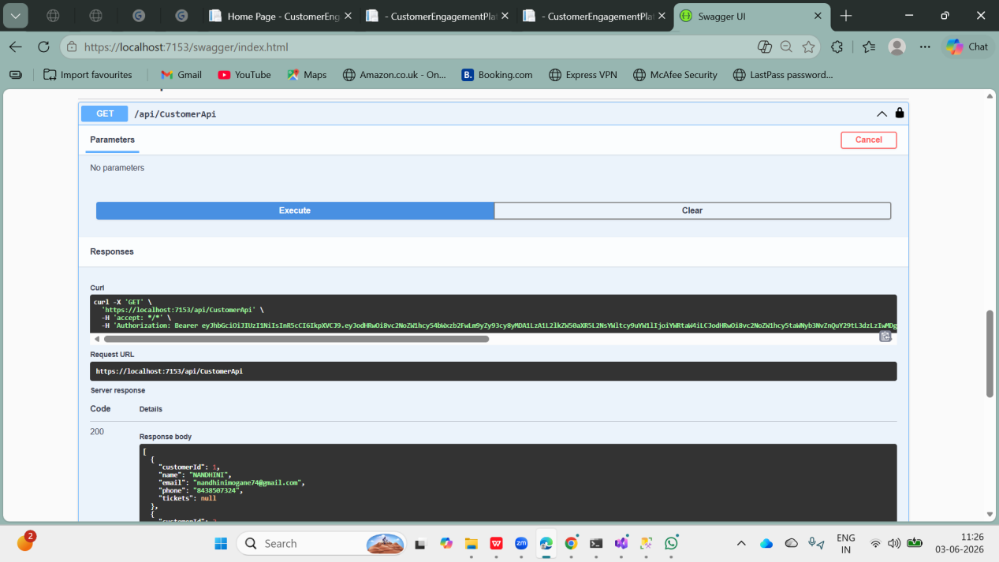 Home Page - CustomerEng
- CustomerEngagementPlat
- CustomerEngagementPlat
Swagger UI
https://localhost:7153/swagger/index.html
Chat
Import favourites
Gmail
YouTube
Maps
Amazon.co.uk - On...
Booking.com
Express VPN
McAfee Security
LastPass password...
GET /api/CustomerApi
Parameters
Cancel
No parameters
Execute
Clear
Responses
Curl
curl -X 'GET' \
'https://localhost:7153/api/CustomerApi' \
-H 'accept: */*' \
-H 'Authorization: Bearer
Request URL
https://localhost:7153/api/CustomerApi
Server response
Code Details
200
Response body
[
{
"customerId": 1,
"name": "NANDHINI",
"email": "nandhinimogane74@gmail.com",
"phone": "8438507324",
"tickets": null
},
{
2
Search
ENG
IN
11:26
03-06-2026